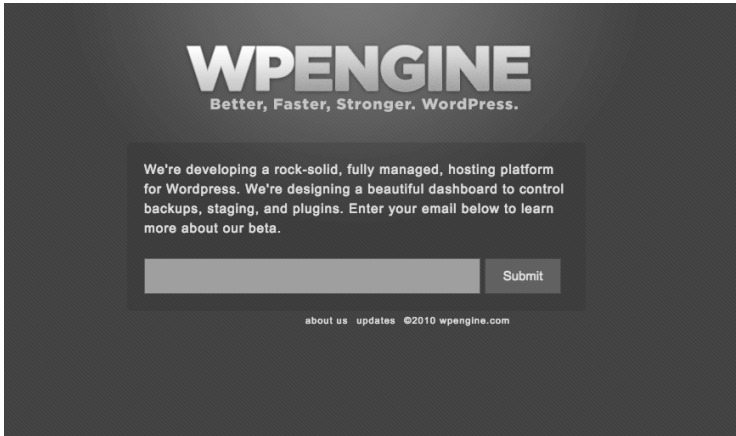 WPENGINE
Better, Faster, Stronger. WordPress.
We're developing a rock-solid, fully managed, hosting platform
for Wordpress. We're designing a beautiful dashboard to control
backups, staging, and plugins. Enter your email below to learn
more about our beta.
Submit
about us updates ©2010 wpengine.com